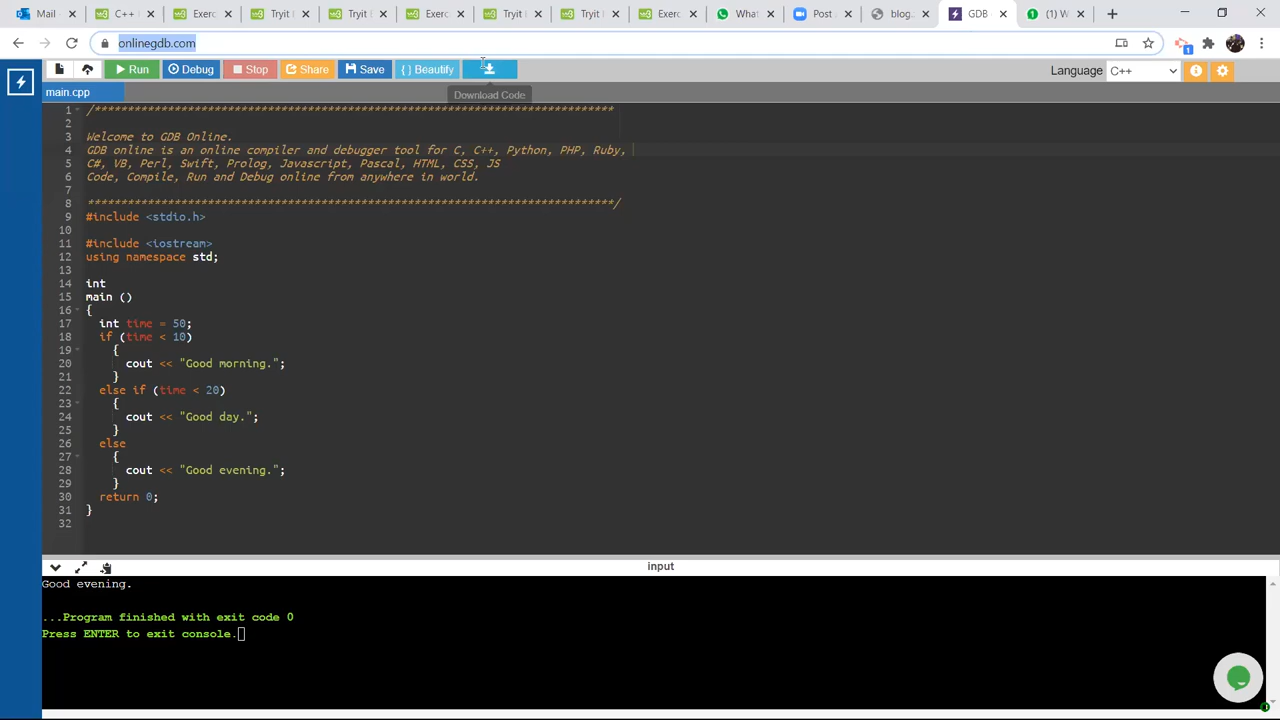 Mail
C++ I
Exerc
Tryit E
Tryit E
Exerc
Tryit E
Tryit E
Exerc
What
Post
blog
GDB
(1) (W
onlinegdb.com
1
Run Debug Stop Share Save { } Beautify
Language C++
main.cpp
Download Code
1 /******************************************************************************
2
3 Welcome to GDB Online.
4 GDB online is an online compiler and debugger tool for C, C++, Python, PHP, Ruby,
5 C#, VB, Perl, Swift, Prolog, Javascript, Pascal, HTML, CSS, JS
6 Code, Compile, Run and Debug online from anywhere in world.
7
8 *******************************************************************************/
9 #include <stdio.h>
10
11 #include <iostream>
12 using namespace std;
13
14 int
15 main ()
16 {
17 int time = 50;
18 if (time < 10)
19 {
20 cout << "Good morning.";
21 }
22 else if (time < 20)
23 {
24 cout << "Good day.";
25 }
26 else
27 {
28 cout << "Good evening.";
29 }
30 return 0;
31 }
32
input
Good evening.
...Program finished with exit code 0
Press ENTER to exit console.